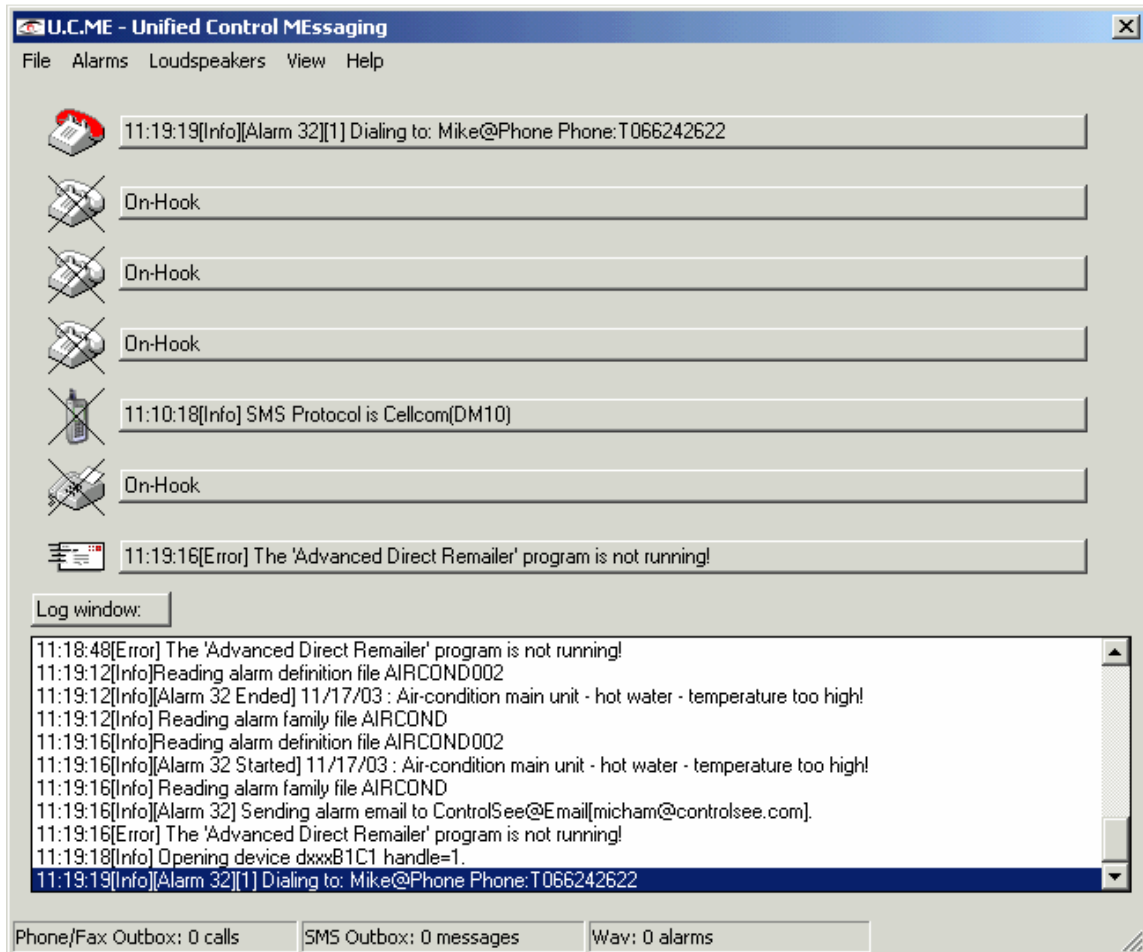 U.C.ME - Unified Control MEssaging
File Alarms Loudspeakers View Help
11:19:19[Info][Alarm 32][1] Dialing to: Mike@Phone Phone:T066242622
On-Hook
On-Hook
On-Hook
11:10:18[Info] SMS Protocol is Cellcom(DM10)
On-Hook
11:19:16[Error] The 'Advanced Direct Remailer' program is not running!
Log window:
11:18:48[Error] The 'Advanced Direct Remailer' program is not running!
11:19:12[Info]Reading alarm definition file AIRCOND002
11:19:12[Info][Alarm 32 Ended] 11/17/03 : Air-condition main unit - hot water - temperature too high!
11:19:12[Info] Reading alarm family file AIRCOND
11:19:16[Info]Reading alarm definition file AIRCOND002
11:19:16[Info][Alarm 32 Started] 11/17/03 : Air-condition main unit - hot water - temperature too high!
11:19:16[Info] Reading alarm family file AIRCOND
11:19:16[Info][Alarm 32] Sending alarm email to ControlSee@Email[micham@controlsee.com].
11:19:16[Error] The 'Advanced Direct Remailer' program is not running!
11:19:18[Info] Opening device dxxxB1C1 handle=1.
11:19:19[Info][Alarm 32][1] Dialing to: Mike@Phone Phone:T066242622
Phone/Fax Outbox: 0 calls SMS Outbox: 0 messages Wav: 0 alarms